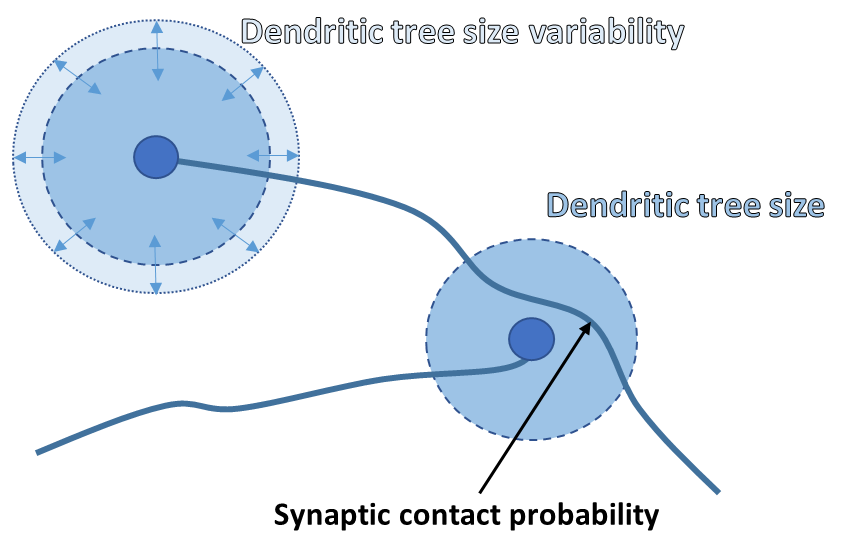 Dendritic tree size variability
Dendritic tree size
Synaptic contact probability